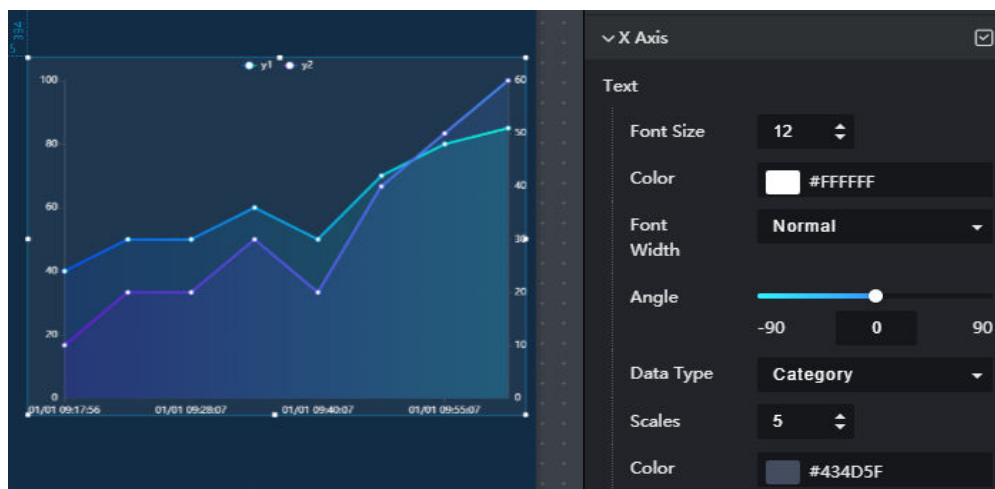 5 , 394
y1 y2
100
80
60
40
20
0
60
50
40
30
20
10
0
01/01 09:17:56 01/01 09:28:07 01/01 09:40:07 01/01 09:55:07
X Axis
Text
Font Size 12
Color #FFFFFF
Font
Width
Normal
Angle
-90 0 90
Data Type Category
Scales 5
Color #434D5F